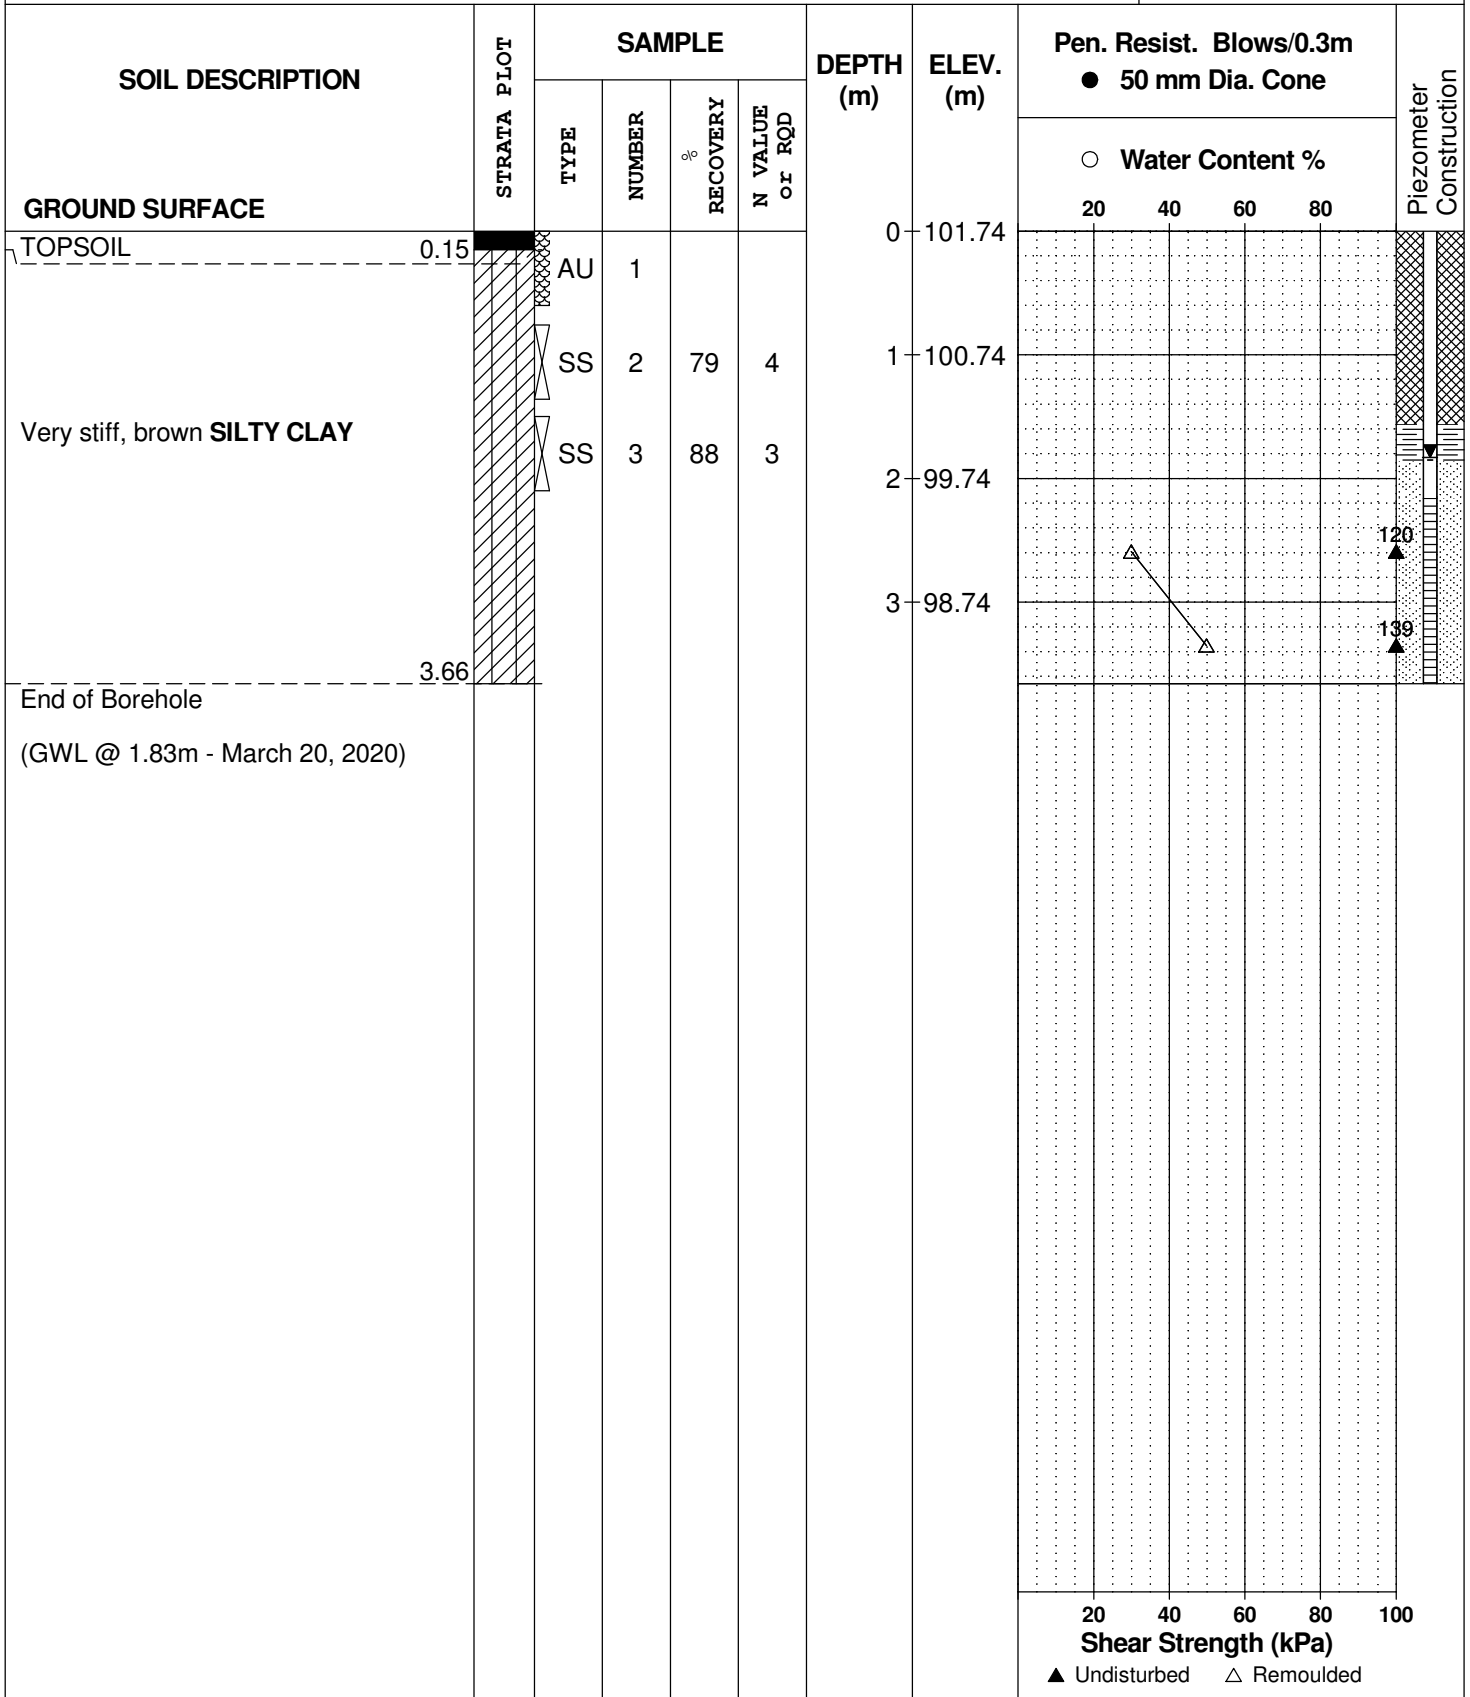 SOIL DESCRIPTION
GROUND SURFACE
STRATA PLOT
SAMPLE
TYPE
NUMBER
%
RECOVERY
N VALUE
or RQD
DEPTH
(m)
ELEV.
(m)
Pen. Resist. Blows/0.3m
● 50 mm Dia. Cone
○ Water Content %
20 40 60 80
Piezometer
Construction
TOPSOIL 0.15
0 101.74
AU 1
SS 2 79 4
1 100.74
Very stiff, brown SILTY CLAY
SS 3 88 3
2 99.74
120
3 98.74
139
3.66
End of Borehole
(GWL @ 1.83m - March 20, 2020)
20 40 60 80 100
Shear Strength (kPa)
▲ Undisturbed △ Remoulded